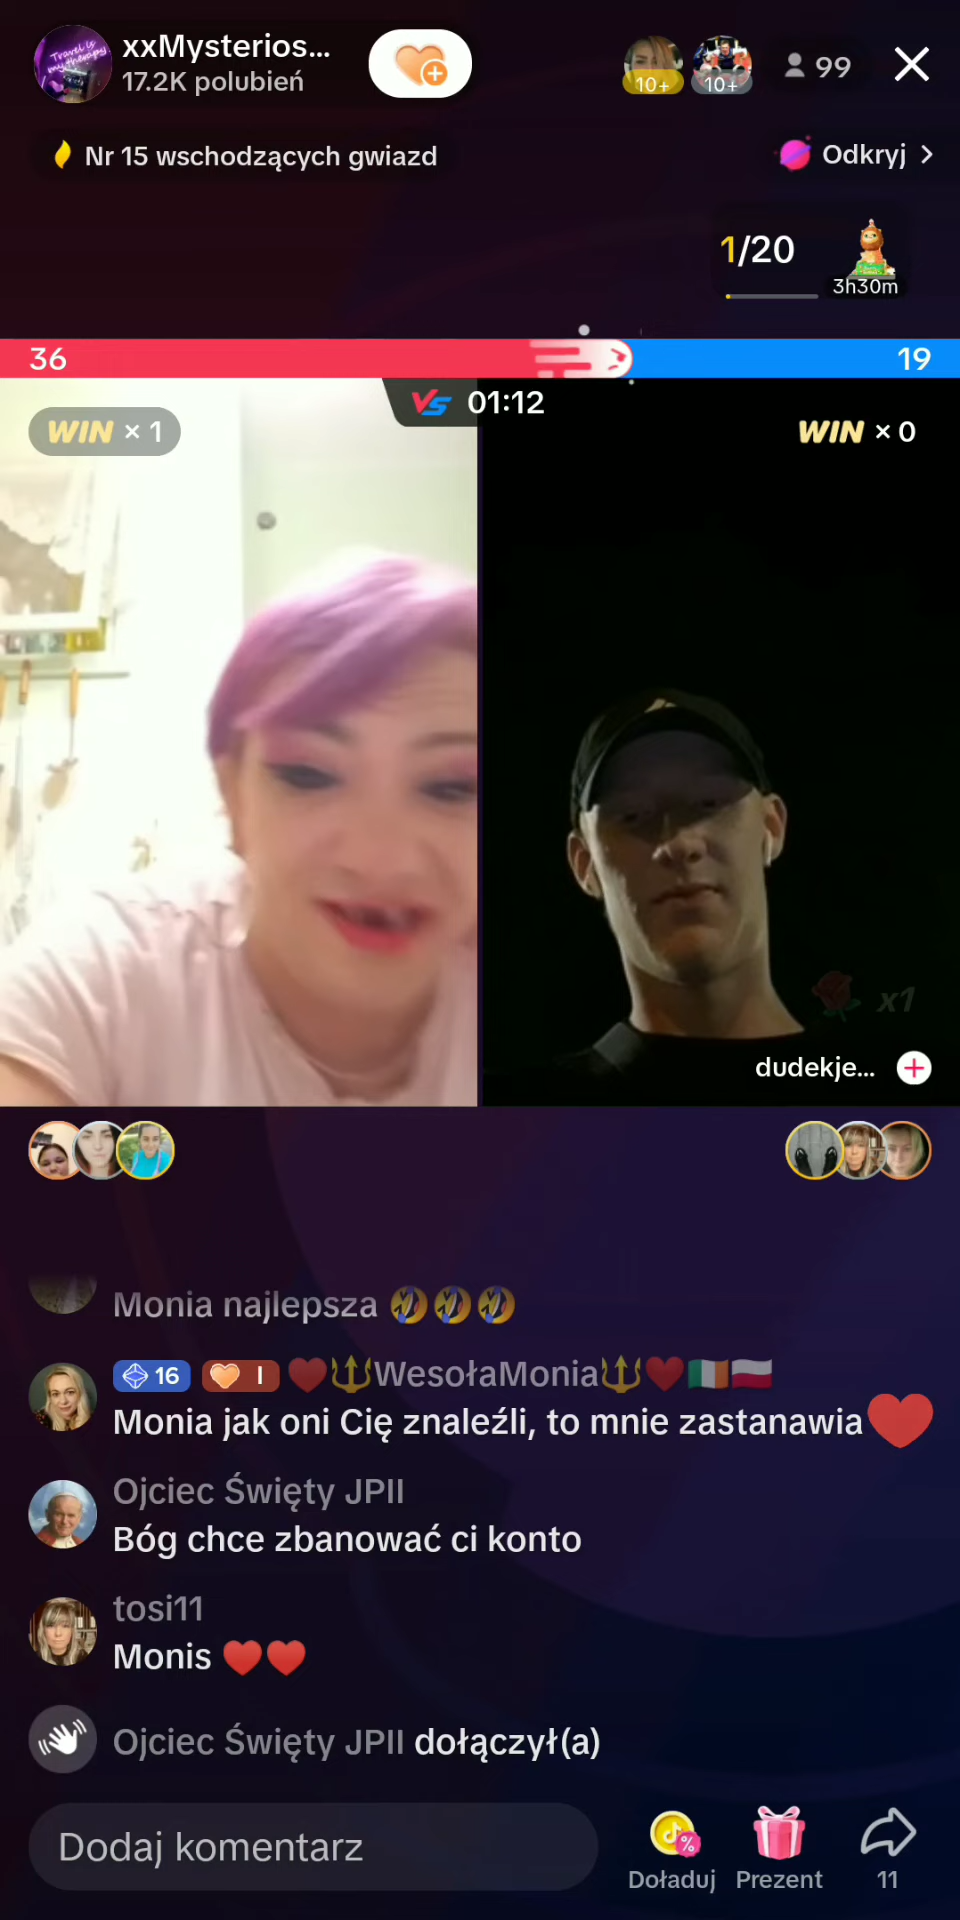 xxMysterios...
17.2K polubień
10+
10+
99
Nr 15 wschodzących gwiazd
Odkryj
1/20
3h30m
36
19
VS 01:12
WIN × 1
WIN × 0
x1
dudekje...
Monia najlepsza 🤣🤣🤣
16 I ❤️🔱WesołaMonia🔱❤️🇮🇪🇵🇱
Monia jak oni Cię znaleźli, to mnie zastanawia❤️
Ojciec Święty JPII
Bóg chce zbanować ci konto
tosi11
Monis ❤️❤️
Ojciec Święty JPII dołączył(a)
Dodaj komentarz
Doładuj
Prezent
11